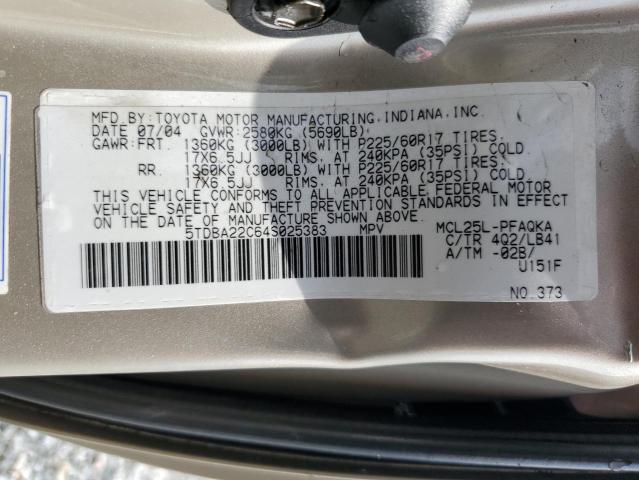 MFD.BY:TOYOTA MOTOR MANUFACTURING,INDIANA,INC.
DATE 07/04 GVWR:2580KG (5690LB)
GAWR:FRT. 1360KG (3000LB) WITH P225/60R17 TIRES.
17X6.5JJ RIMS. AT 240KPA (35PSI) COLD.
RR. 1360KG (3000LB) WITH P225/60R17 TIRES.
17X6.5JJ RIMS. AT 240KPA (35PSI) COLD.
THIS VEHICLE CONFORMS TO ALL APPLICABLE FEDERAL MOTOR
VEHICLE SAFETY AND THEFT PREVENTION STANDARDS IN EFFECT
ON THE DATE OF MANUFACTURE SHOWN ABOVE.
5TDBA22C64S025383 MPV MCL25L-PFAQKA
C/TR 4Q2/LB41
A/TM -02B/
U151F
NO.373